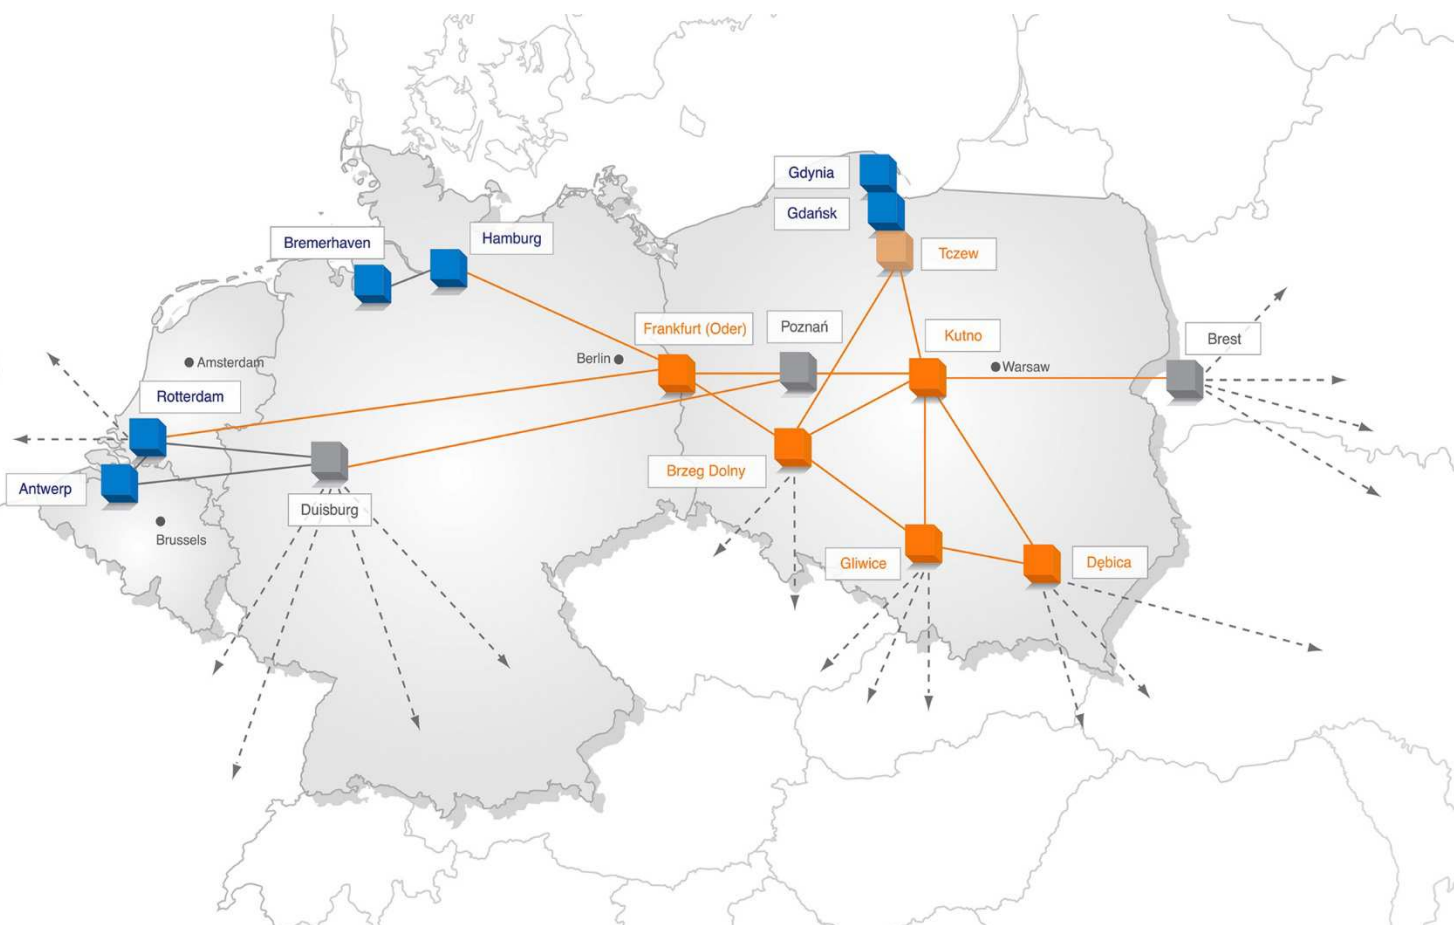 Gdynia
Gdańsk
Hamburg
Bremerhaven
Tczew
Frankfurt (Oder)
Poznań
Kutno
Brest
Berlin
Amsterdam
Warsaw
Rotterdam
Brzeg Dolny
Antwerp
Duisburg
Brussels
Gliwice
Dębica